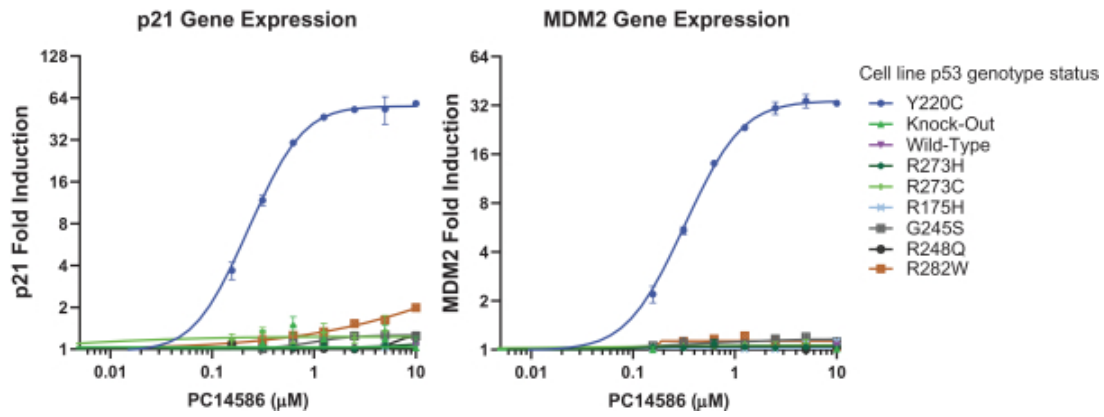 p21 Gene Expression
128
64
32
16
8
4
2
1
p21 Fold Induction
0.01 0.1 1 10
PC14586 (μM)
MDM2 Gene Expression
64
32
16
8
4
2
1
MDM2 Fold Induction
0.01 0.1 1 10
PC14586 (μM)
Cell line p53 genotype status
Y220C
Knock-Out
Wild-Type
R273H
R273C
R175H
G245S
R248Q
R282W